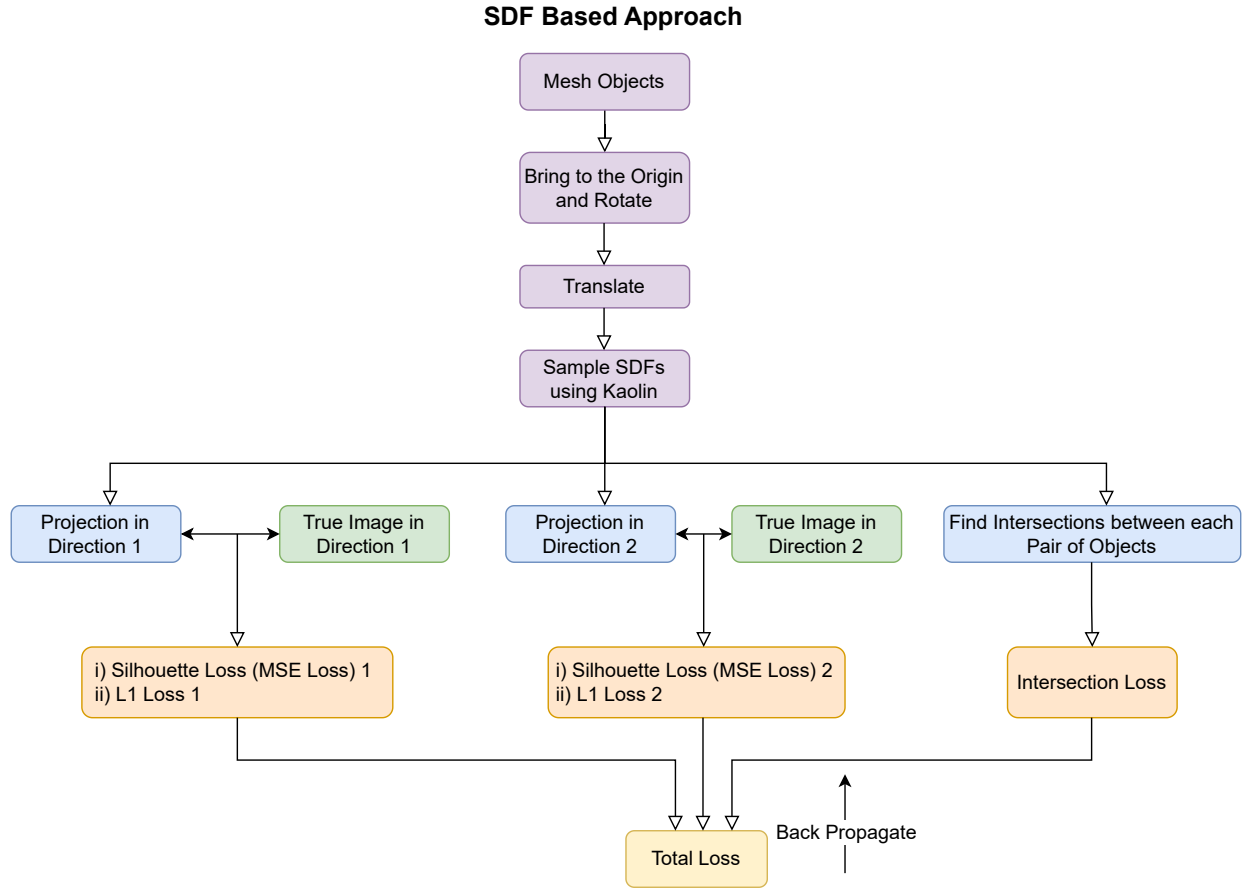 SDF Based Approach
Mesh Objects
Bring to the Origin
and Rotate
Translate
Sample SDFs
using Kaolin
Projection in
Direction 1
True Image in
Direction 1
Projection in
Direction 2
True Image in
Direction 2
Find Intersections between each
Pair of Objects
i) Silhouette Loss (MSE Loss) 1
ii) L1 Loss 1
i) Silhouette Loss (MSE Loss) 2
ii) L1 Loss 2
Intersection Loss
Back Propagate
Total Loss